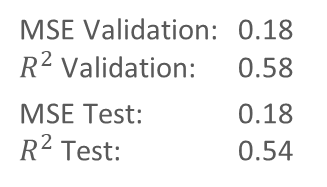 MSE Validation: 0.18
R² Validation: 0.58
MSE Test: 0.18
R² Test: 0.54